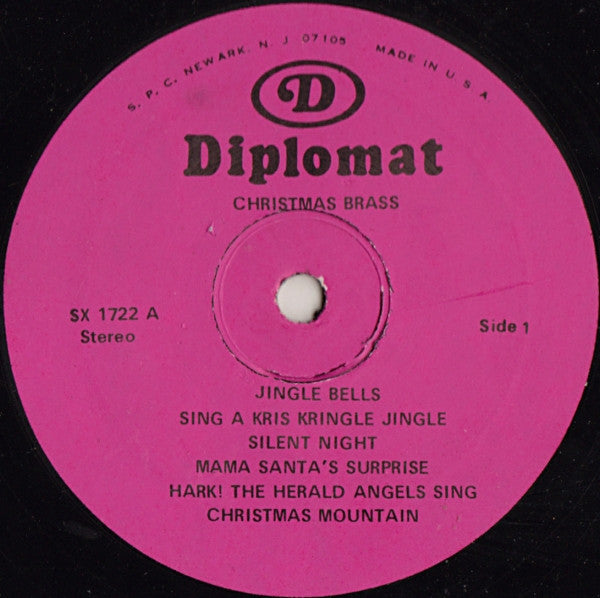 S. P. C. NEWARK. N. J 07105 MADE IN U. S. A.
D
Diplomat
CHRISTMAS BRASS
SX 1722 A
Stereo
Side 1
JINGLE BELLS
SING A KRIS KRINGLE JINGLE
SILENT NIGHT
MAMA SANTA'S SURPRISE
HARK! THE HERALD ANGELS SING
CHRISTMAS MOUNTAIN